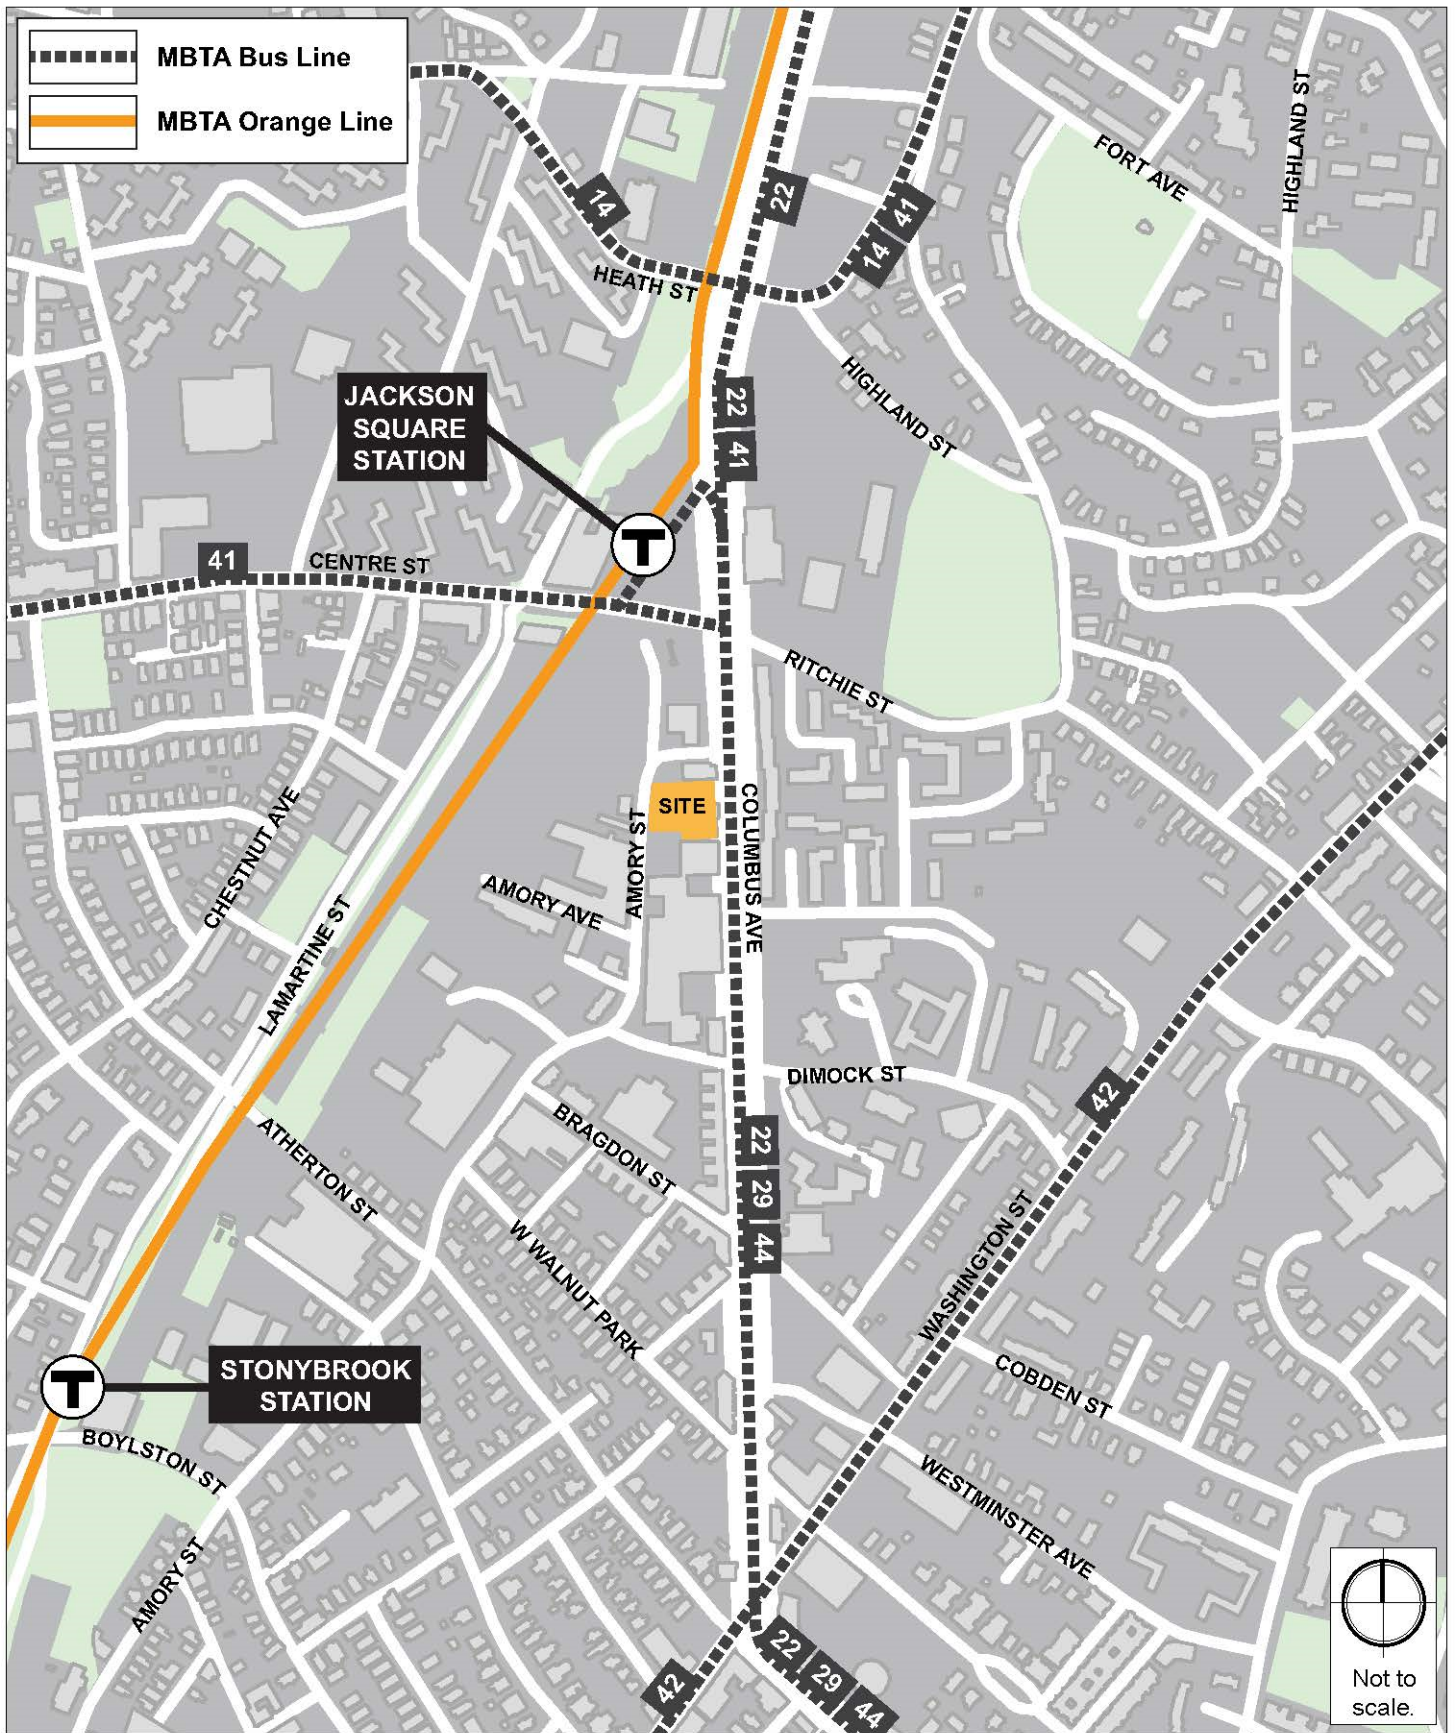 MBTA Bus Line
MBTA Orange Line
14
22
41
14
HEATH ST
FORT AVE
HIGHLAND ST
HIGHLAND ST
JACKSON
SQUARE
STATION
22
41
T
41
CENTRE ST
RITCHIE ST
SITE
COLUMBUS AVE
AMORY ST
AMORY AVE
CHESTNUT AVE
LAMARTINE ST
DIMOCK ST
42
BRAGDON ST
22
29
44
ATHERTON ST
W WALNUT PARK
WASHINGTON ST
COBDEN ST
T
STONYBROOK
STATION
BOYLSTON ST
WESTMINSTER AVE
AMORY ST
42
22
29
44
Not to
scale.